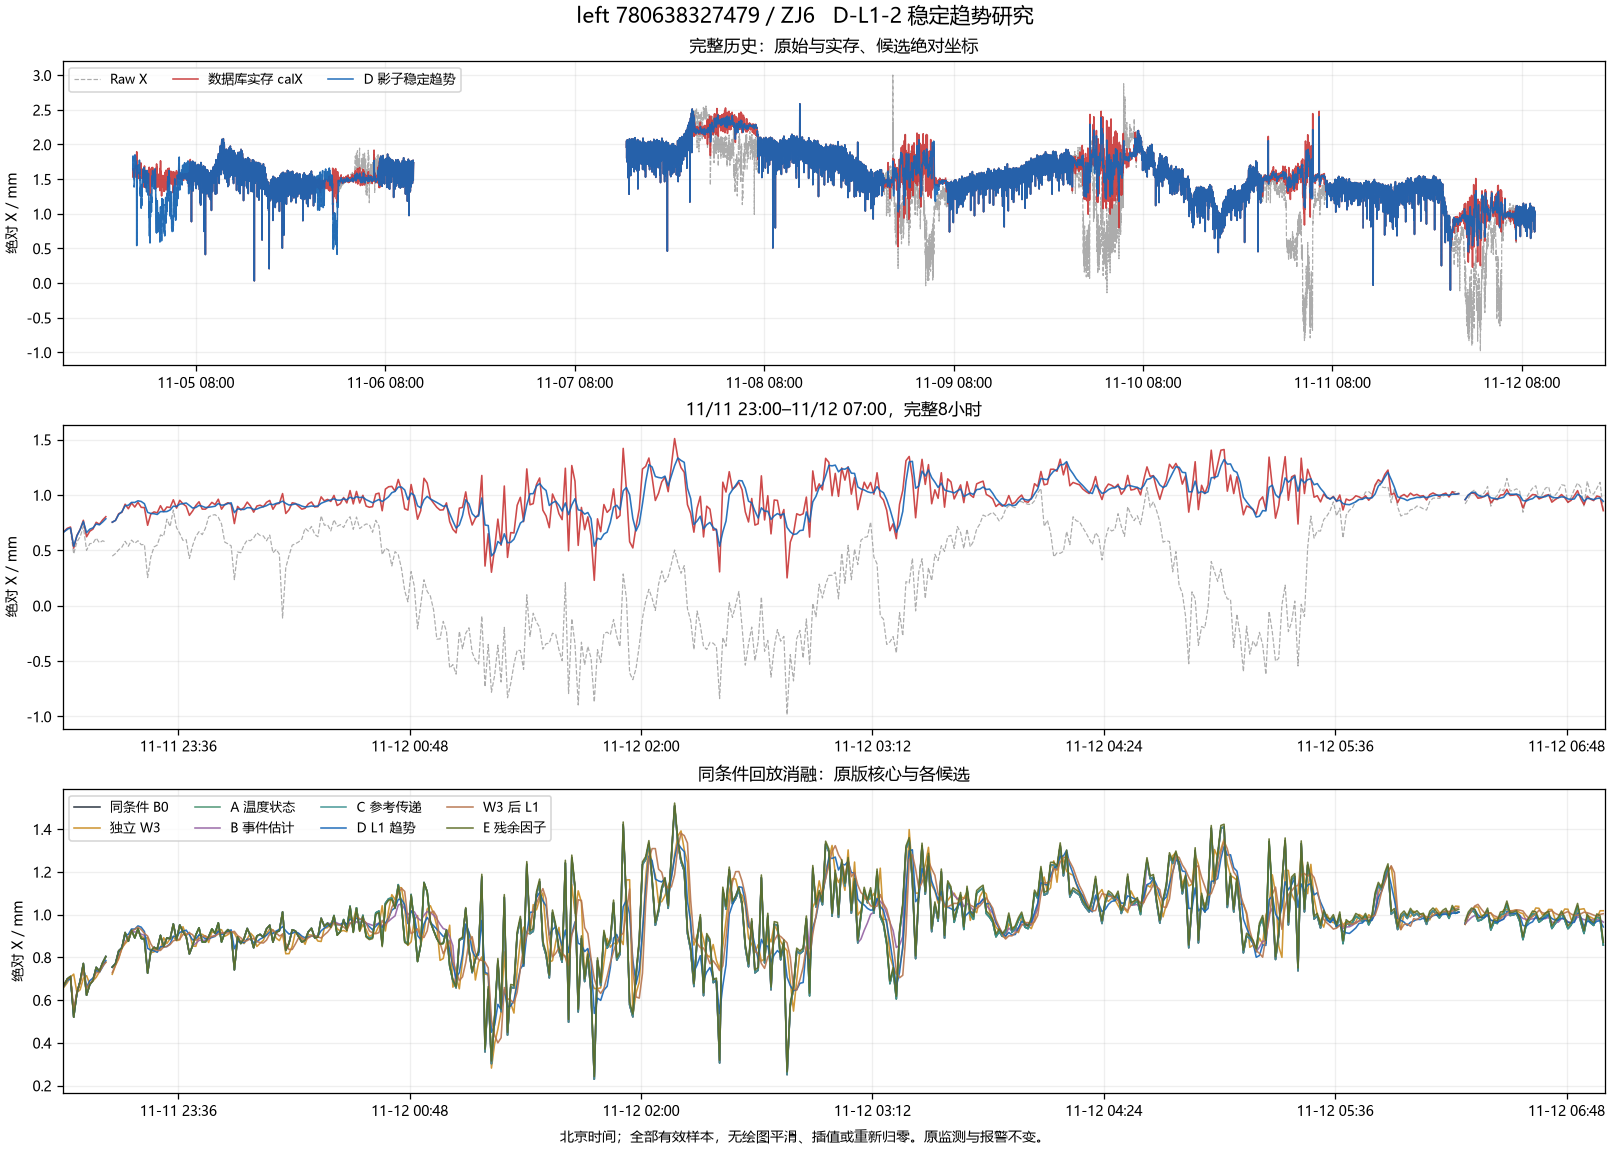 left 780638327479 / ZJ6   D-L1-2 稳定趋势研究
完整历史：原始与实存、候选绝对坐标
Raw X
数据库实存 calX
D 影子稳定趋势
绝对 X / mm
3.0
2.5
2.0
1.5
1.0
0.5
0.0
-0.5
-1.0
11-05 08:00
11-06 08:00
11-07 08:00
11-08 08:00
11-09 08:00
11-10 08:00
11-11 08:00
11-12 08:00
11/11 23:00–11/12 07:00，完整8小时
绝对 X / mm
1.5
1.0
0.5
0.0
-0.5
-1.0
11-11 23:36
11-12 00:48
11-12 02:00
11-12 03:12
11-12 04:24
11-12 05:36
11-12 06:48
同条件回放消融：原版核心与各候选
同条件 B0
A 温度状态
C 参考传递
W3 后 L1
独立 W3
B 事件估计
D L1 趋势
E 残余因子
绝对 X / mm
1.4
1.2
1.0
0.8
0.6
0.4
0.2
11-11 23:36
11-12 00:48
11-12 02:00
11-12 03:12
11-12 04:24
11-12 05:36
11-12 06:48
北京时间；全部有效样本，无绘图平滑、插值或重新归零。原监测与报警不变。